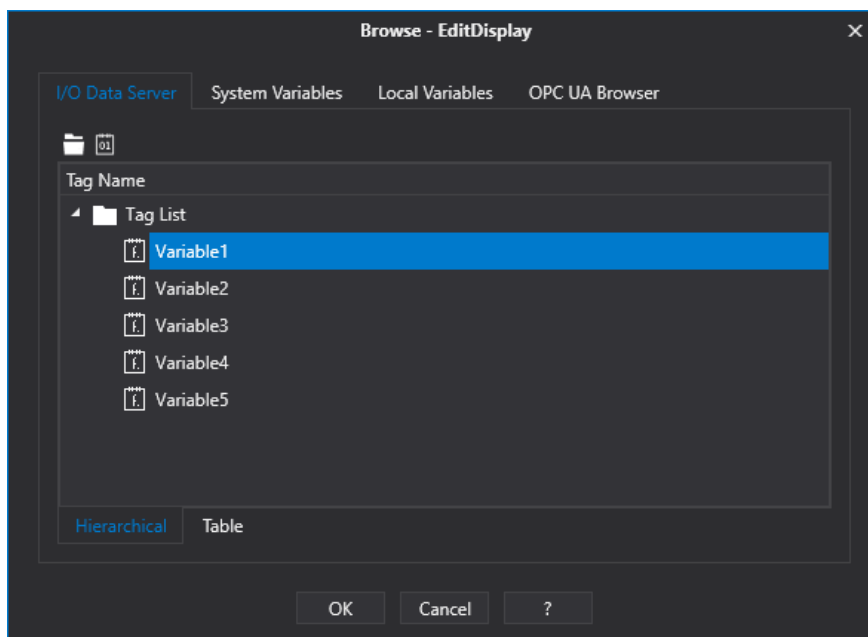 Browse - EditDisplay
I/O Data Server System Variables Local Variables OPC UA Browser
01
Tag Name
Tag List
f. Variable1
f. Variable2
f. Variable3
f. Variable4
f. Variable5
Hierarchical Table
OK Cancel ?